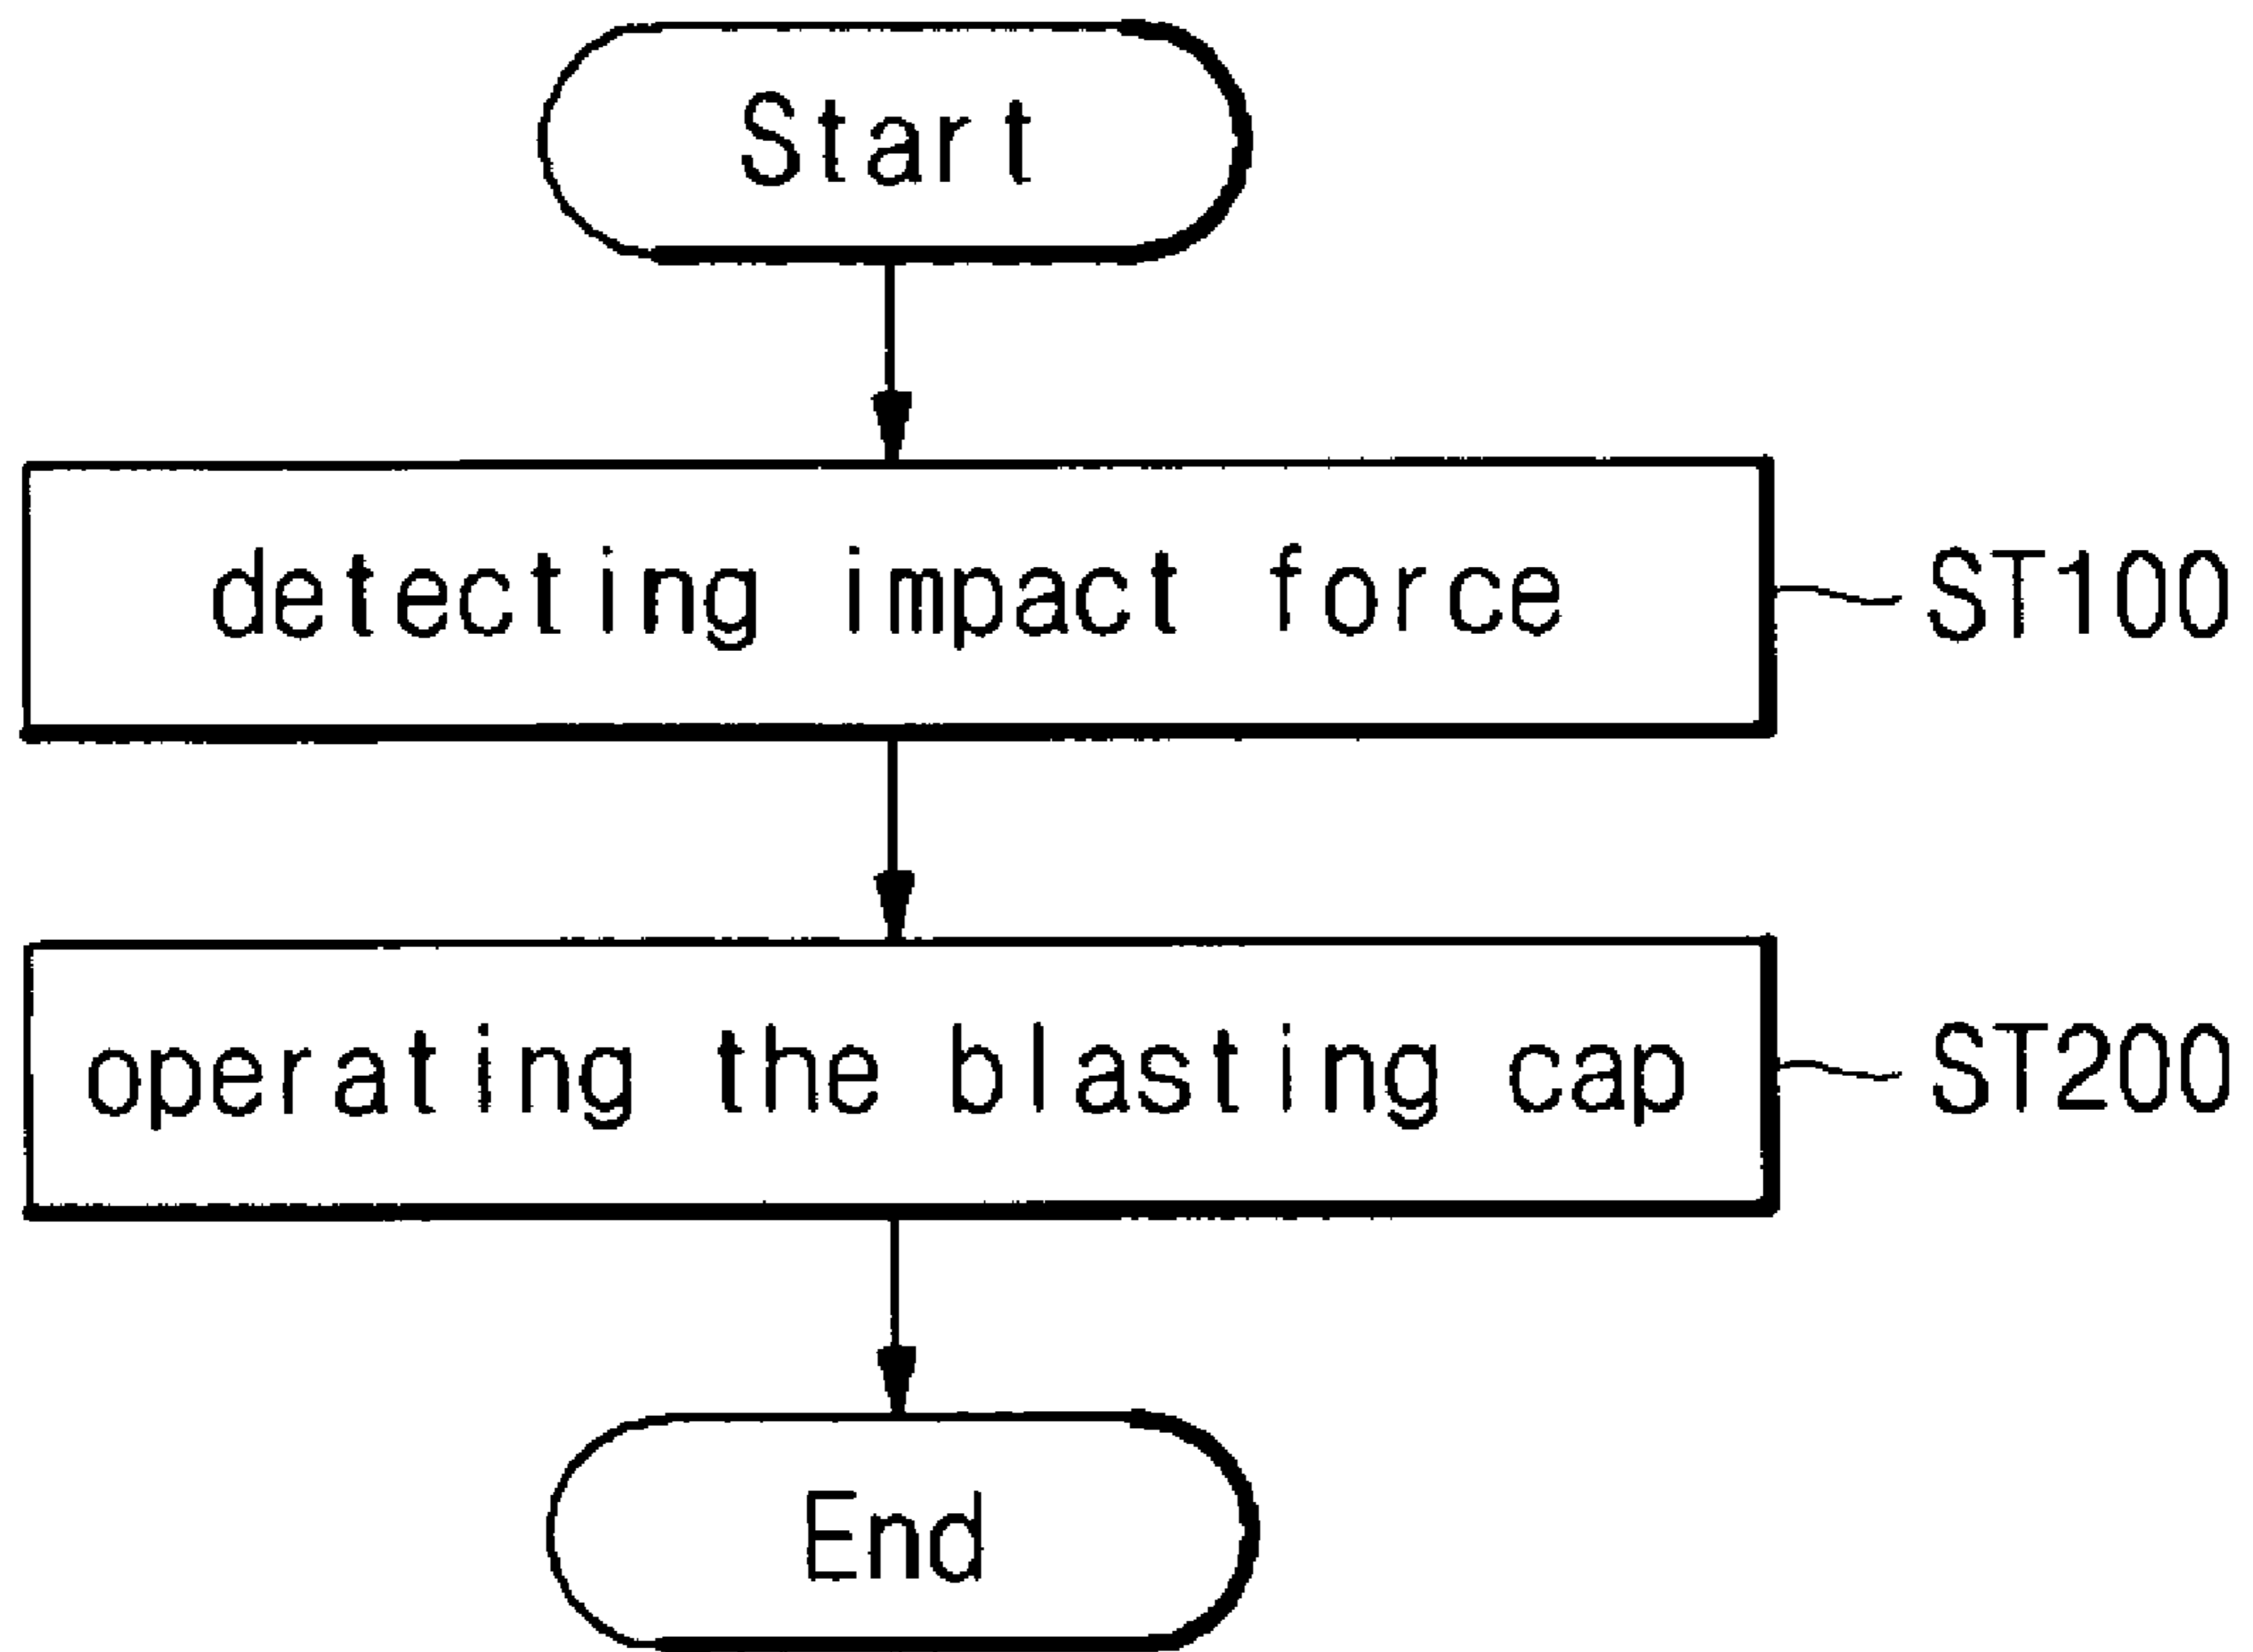 Start
detecting impact force
ST100
operating the blasting cap
ST200
End